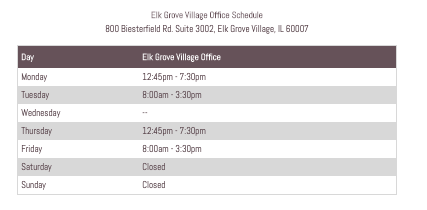 Elk Grove Village Office Schedule
800 Biesterfield Rd. Suite 3002, Elk Grove Village, IL 60007
Day Elk Grove Village Office
Monday 12:45pm - 7:30pm
Tuesday 8:00am - 3:30pm
Wednesday --
Thursday 12:45pm - 7:30pm
Friday 8:00am - 3:30pm
Saturday Closed
Sunday Closed